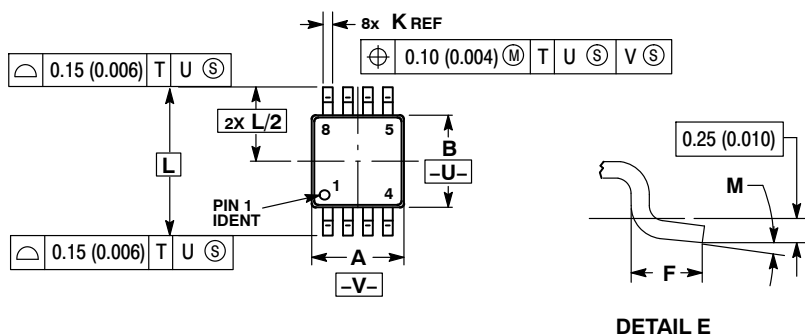 8x K REF
0.10 (0.004) Ⓜ T U Ⓢ V Ⓢ
⌓ 0.15 (0.006) T U Ⓢ
2X L/2
8 5
B
–U–
0.25 (0.010)
L
M
1
4
PIN 1
IDENT
⌓ 0.15 (0.006) T U Ⓢ
A
–V–
F
DETAIL E